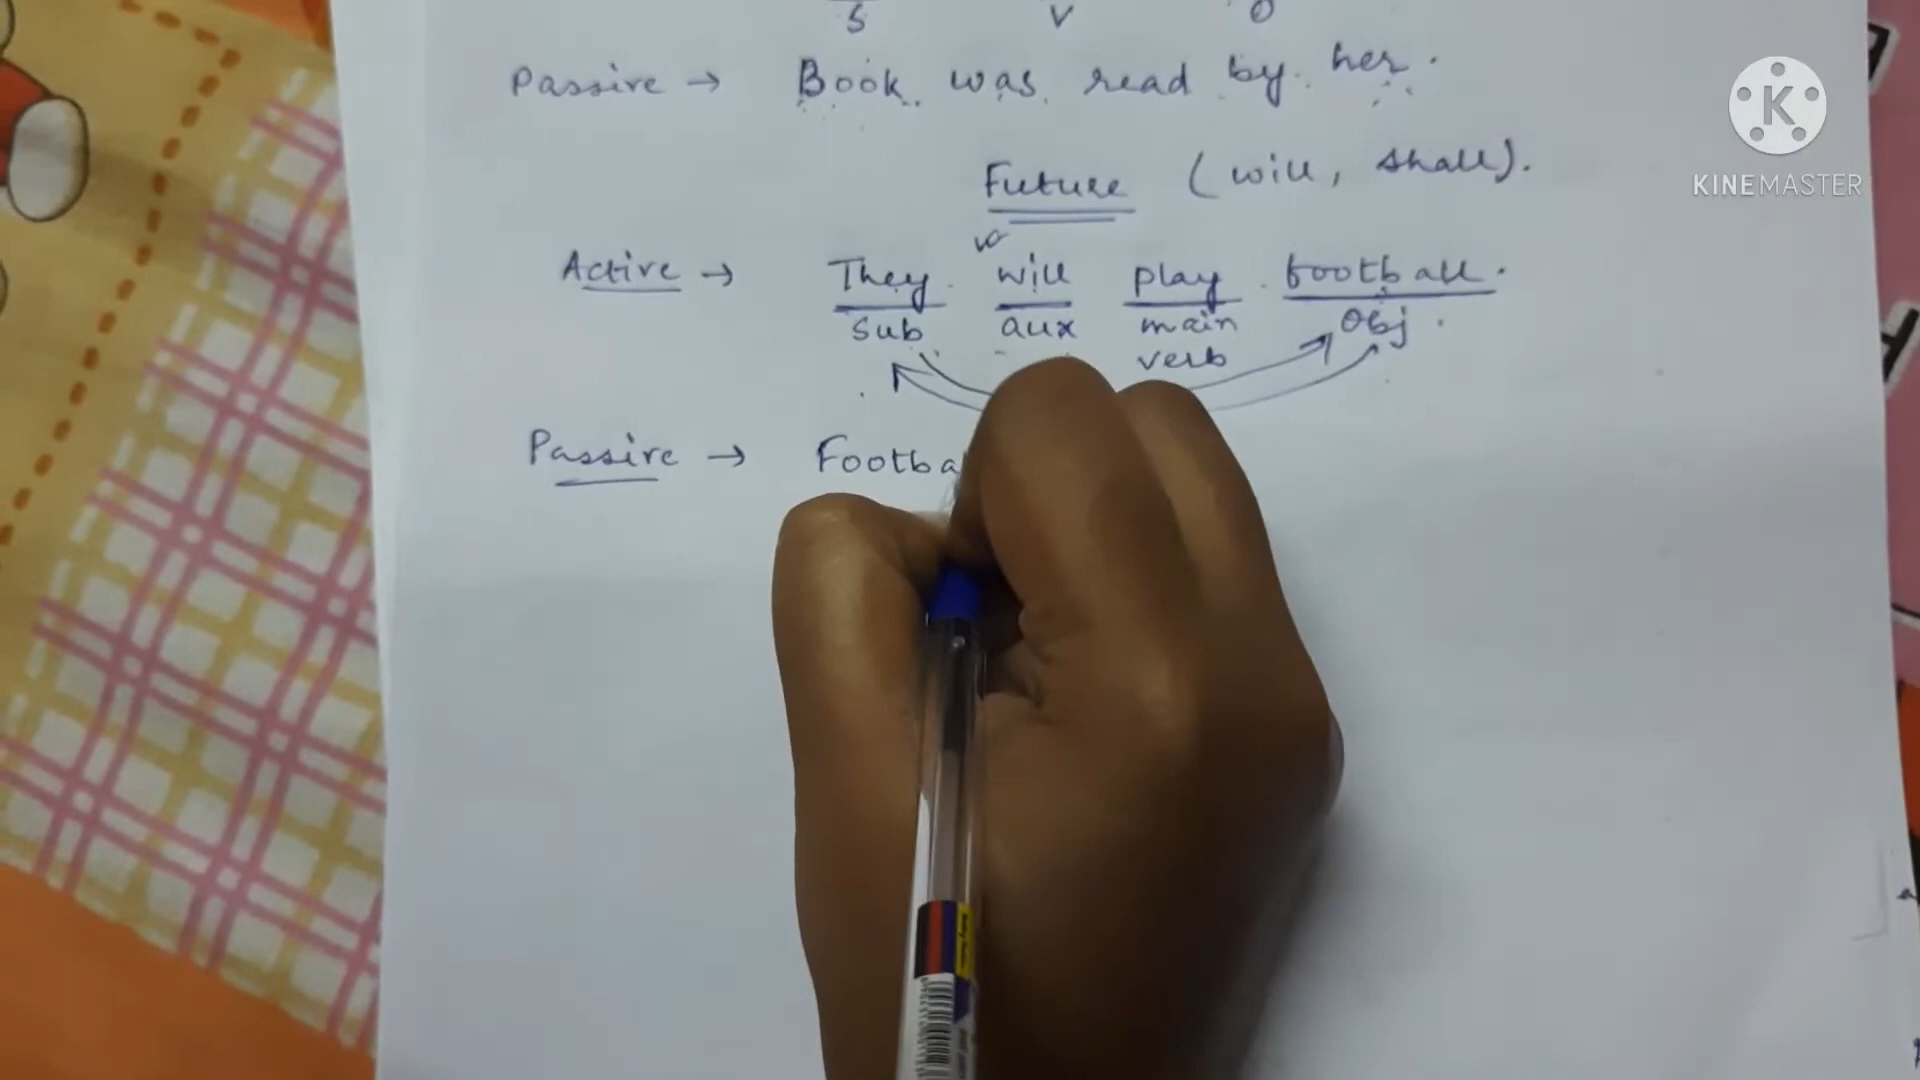 S V O
Passive → Book was read by her.
K
KINEMASTER
Future (will, shall).
Active → They will play football.
sub aux main verb Obj.
Passive → Footba